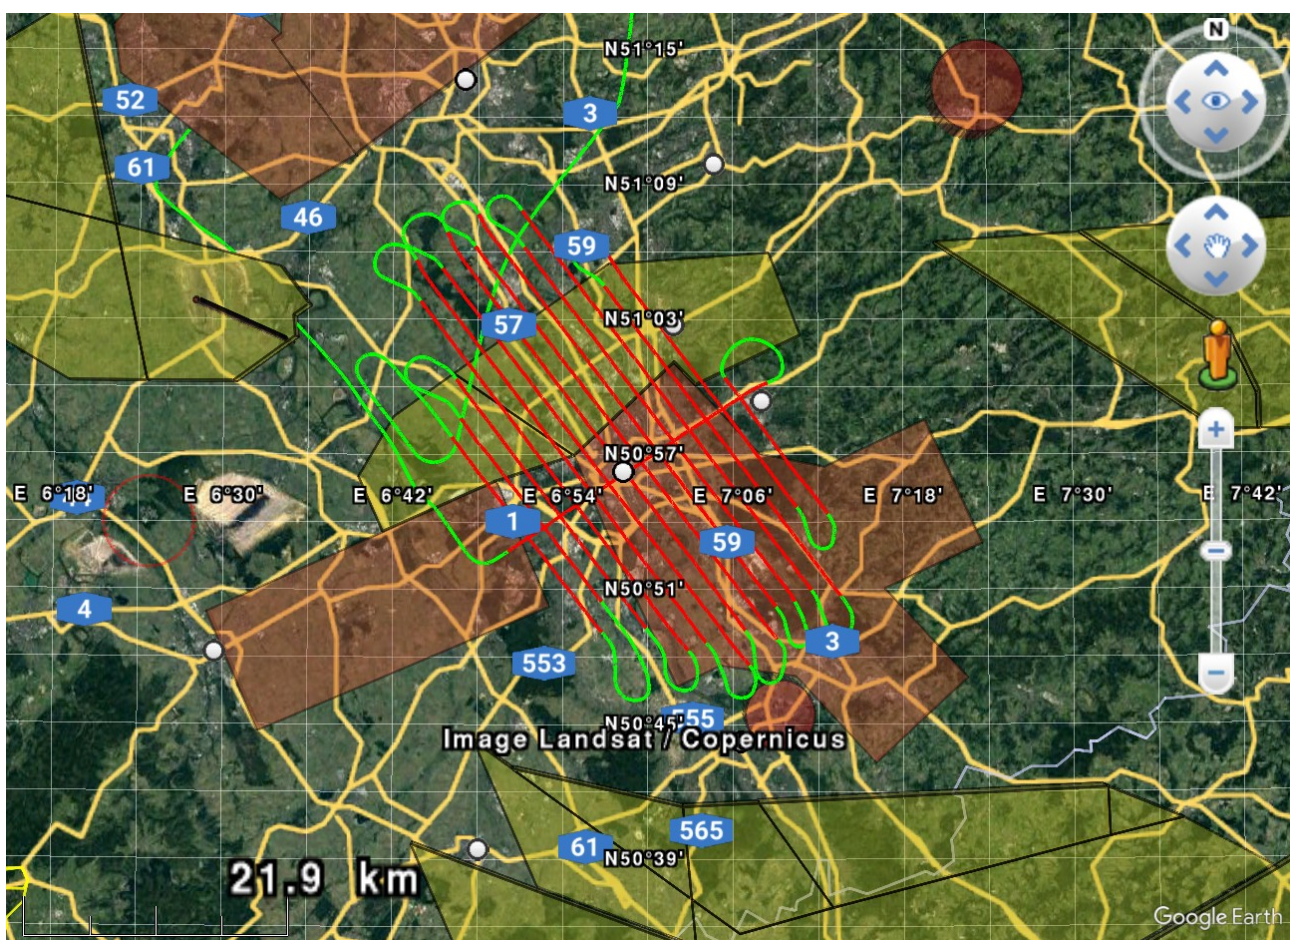 N
N51°15'
52
3
61
N51°09'
46
59
57
N51°03'
N50°57'
E 6°18'
E 6°30'
E 6°42'
E 6°54'
E 7°06'
E 7°18'
E 7°30'
E 7°42'
1
59
N50°51'
4
3
553
N50°45'
555
Image Landsat / Copernicus
565
61
N50°39'
21.9 km
Google Earth